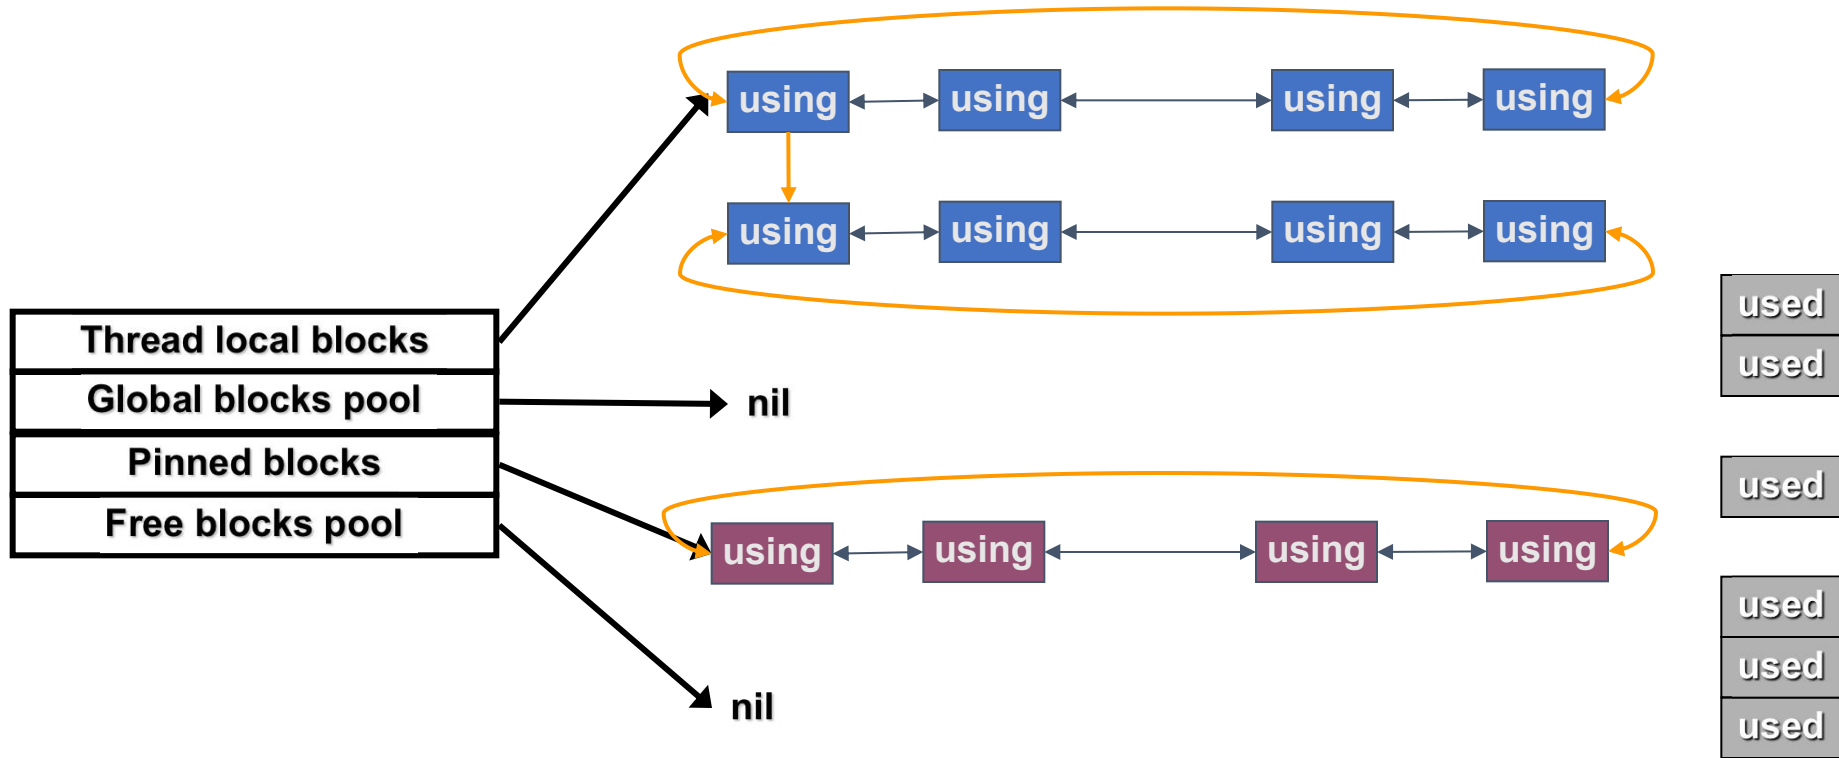 using using using using
using using using using
used
Thread local blocks
used
Global blocks pool
nil
Pinned blocks
used
Free blocks pool
using using using using
used
used
nil
used